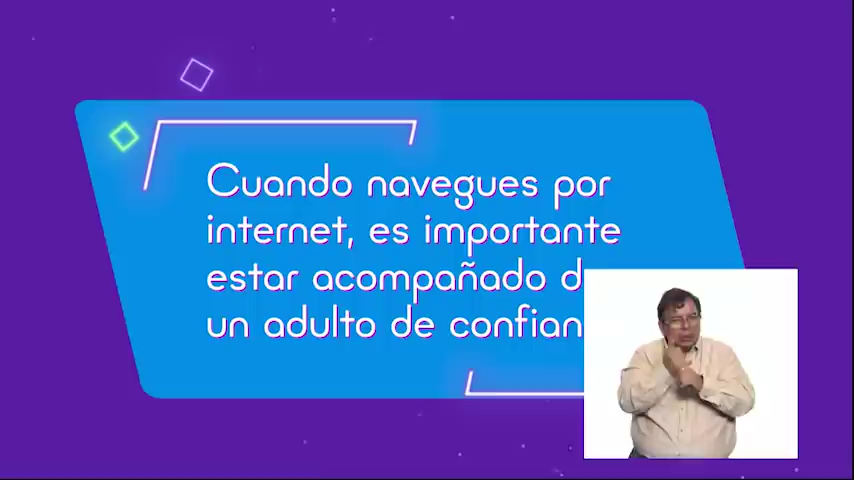 Cuando navegues por
internet, es importante
estar acompañado
un adulto de